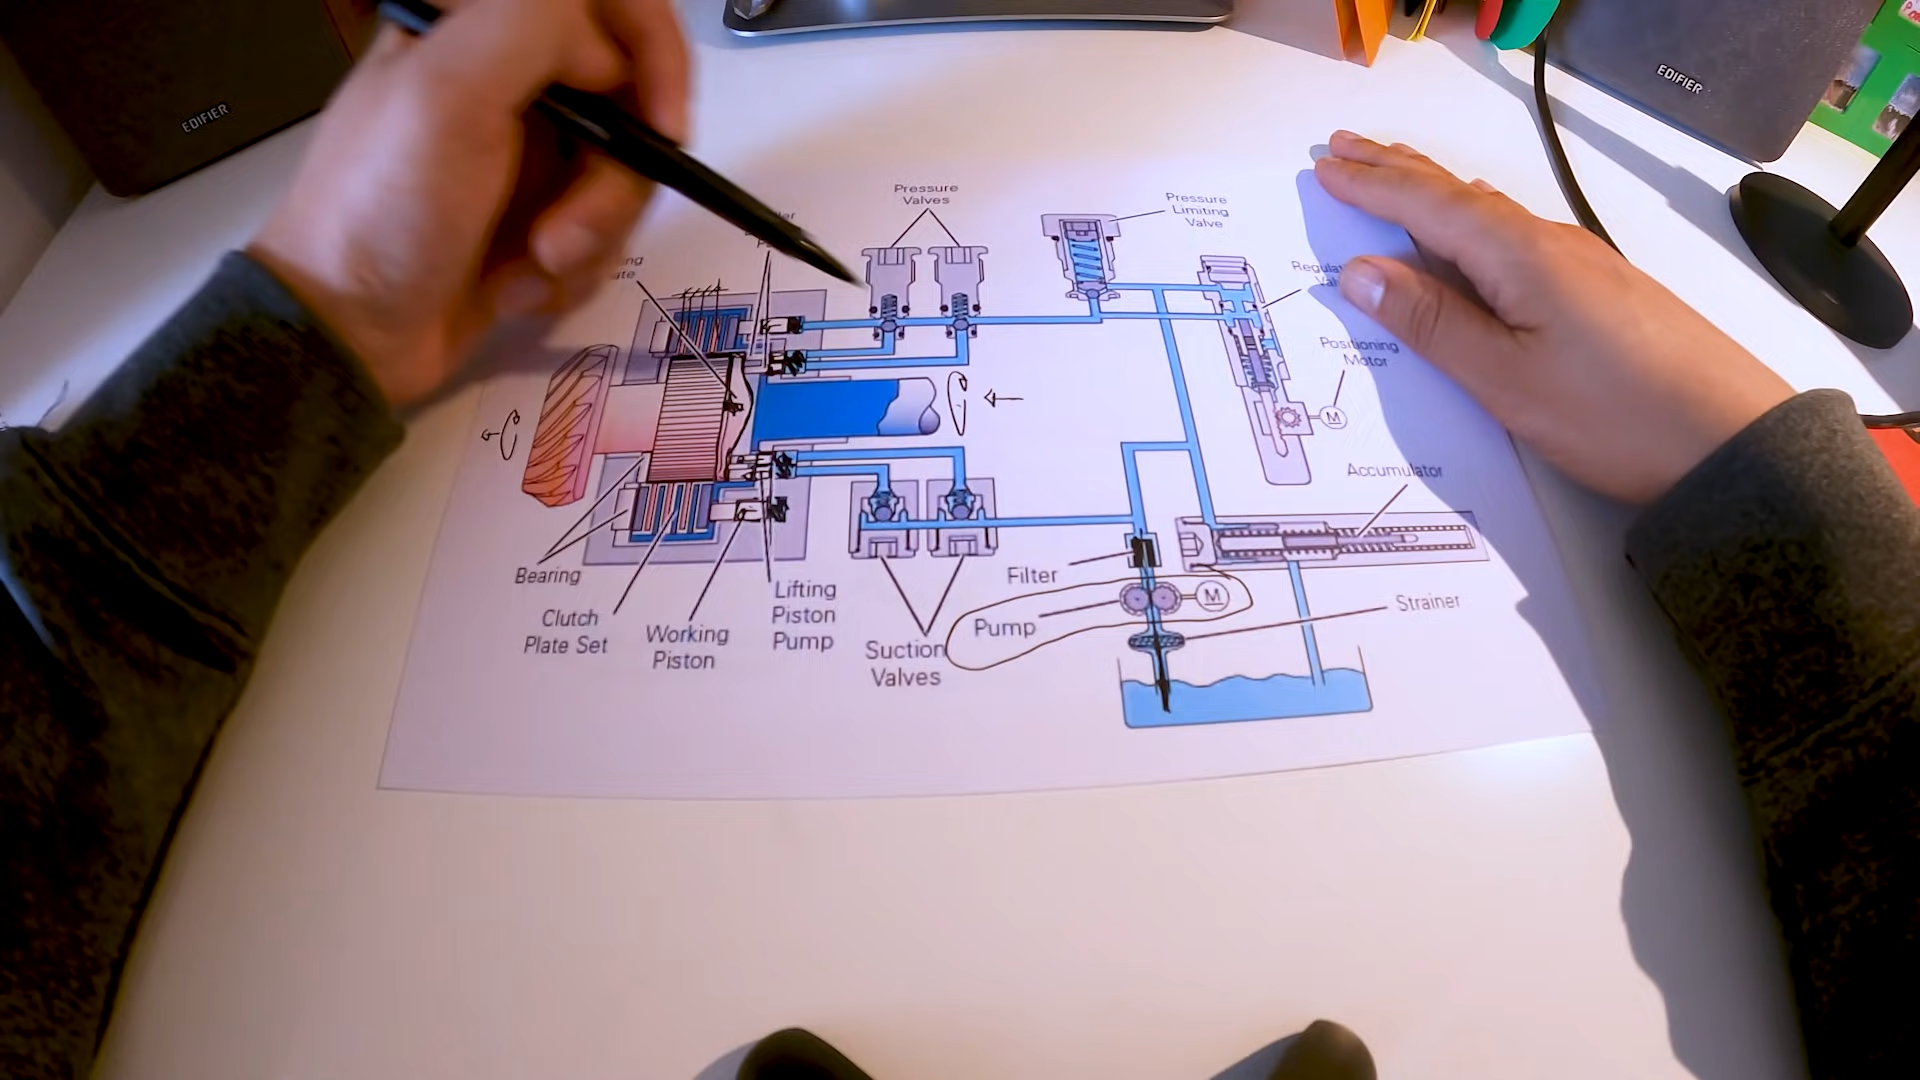 EDIFIER
EDIFIER
Pressure
Valves
Pressure
Limiting
Valve
Positioning
Motor
M
Accumulator
Bearing
Clutch
Plate Set
Working
Piston
Lifting
Piston
Pump
Suction
Valves
Filter
Pump
M
Strainer